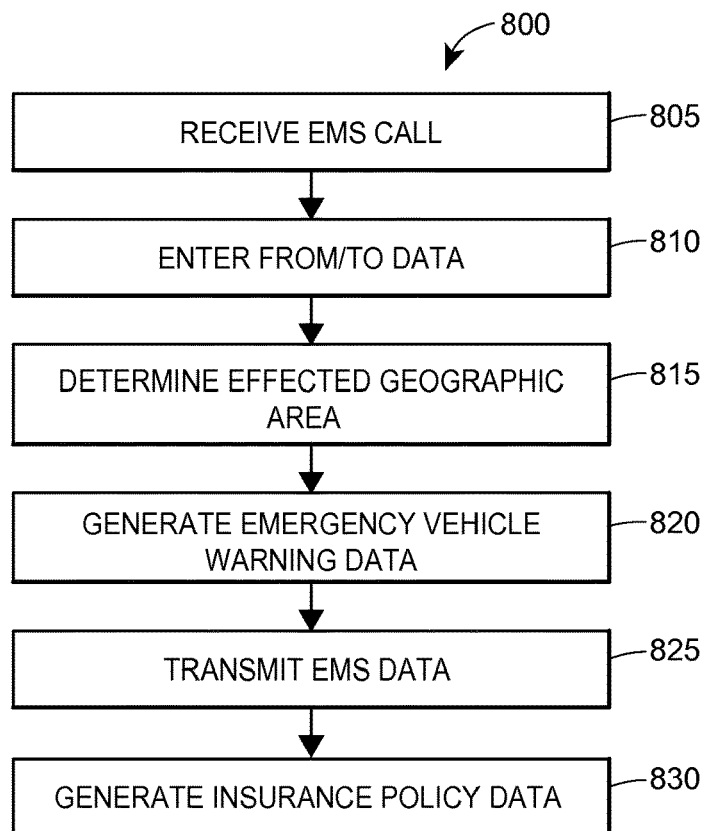 800
RECEIVE EMS CALL
805
ENTER FROM/TO DATA
810
DETERMINE EFFECTED GEOGRAPHIC
AREA
815
GENERATE EMERGENCY VEHICLE
WARNING DATA
820
TRANSMIT EMS DATA
825
GENERATE INSURANCE POLICY DATA
830